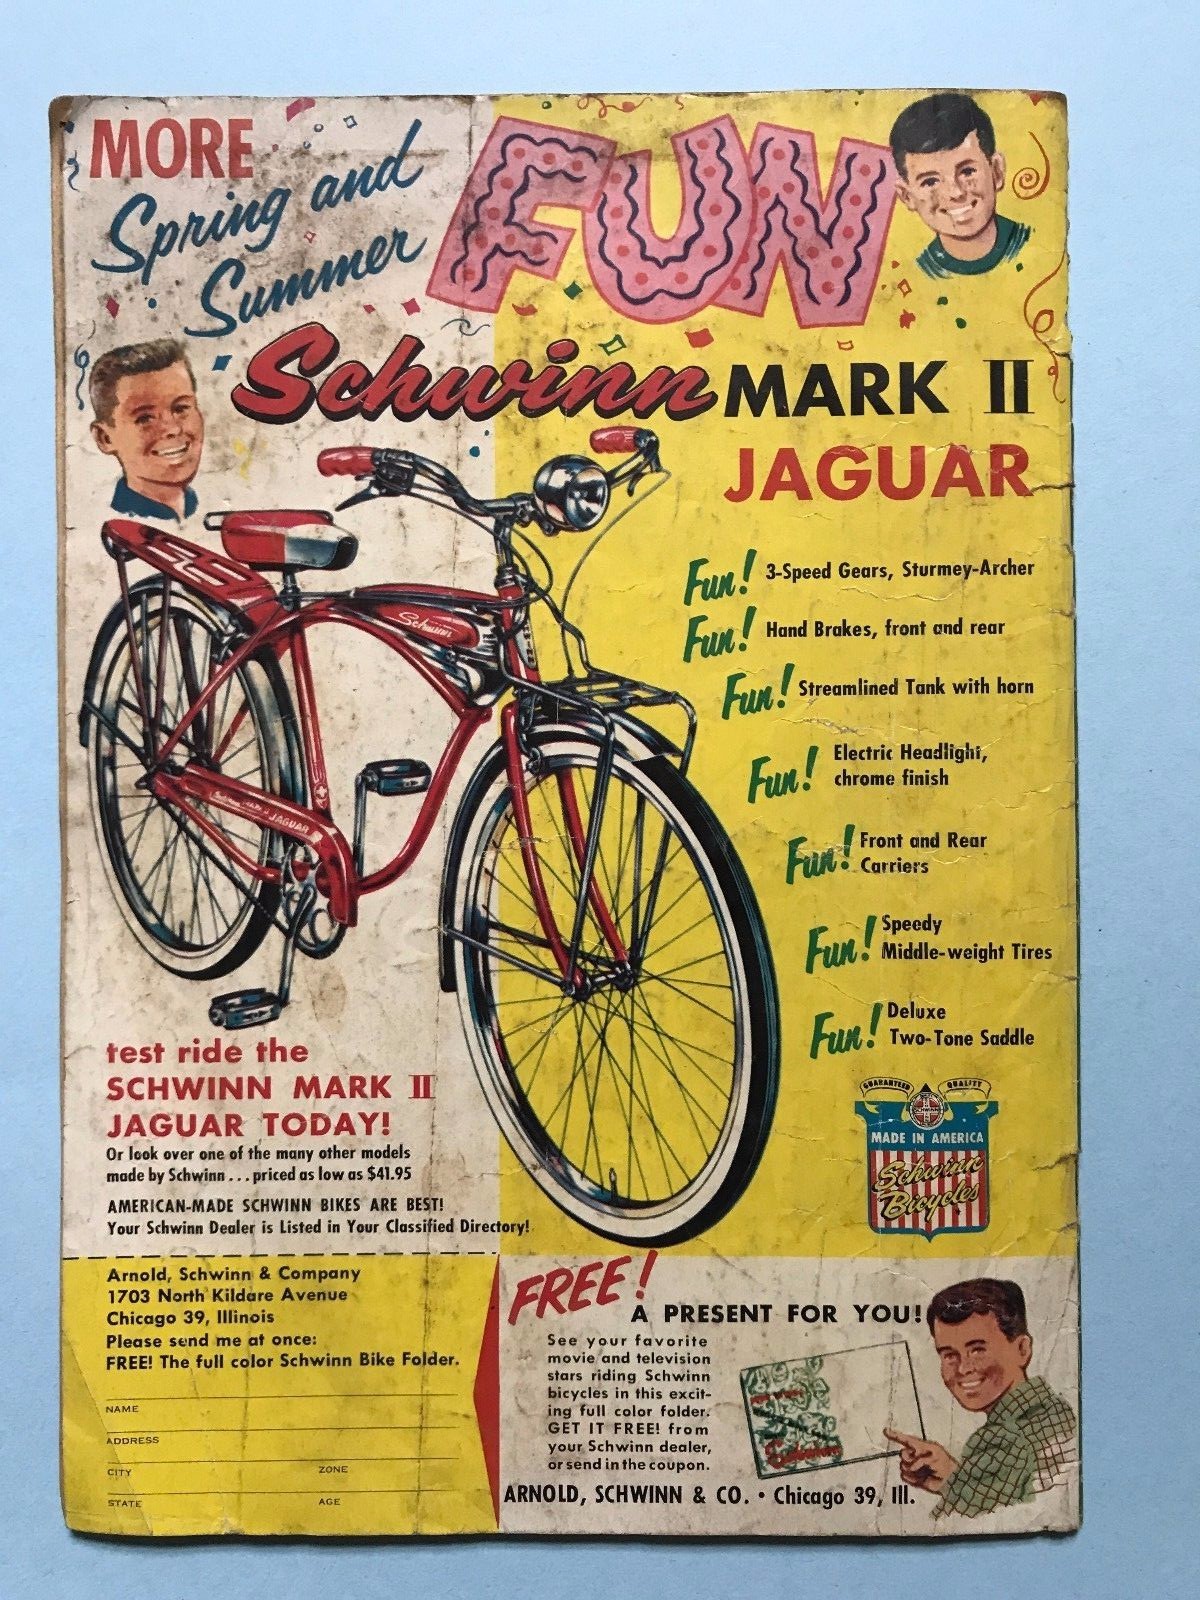 MORE
Spring and
Summer
FUN
Schwinn MARK II
JAGUAR
Schwinn
JAGUAR
Fun! 3-Speed Gears, Sturmey-Archer
Fun! Hand Brakes, front and rear
Fun! Streamlined Tank with horn
Fun! Electric Headlight,
chrome finish
Fun! Front and Rear
Carriers
Fun! Speedy
Middle-weight Tires
Fun! Deluxe
Two-Tone Saddle
GUARANTEED QUALITY
SCHWINN
MADE IN AMERICA
Schwinn
Bicycles
test ride the
SCHWINN MARK II
JAGUAR TODAY!
Or look over one of the many other models
made by Schwinn . . . priced as low as $41.95
AMERICAN-MADE SCHWINN BIKES ARE BEST!
Your Schwinn Dealer is Listed in Your Classified Directory!
Arnold, Schwinn & Company
1703 North Kildare Avenue
Chicago 39, Illinois
Please send me at once:
FREE! The full color Schwinn Bike Folder.
NAME
ADDRESS
CITY ZONE
STATE AGE
FREE!
A PRESENT FOR YOU!
See your favorite
movie and television
stars riding Schwinn
bicycles in this excit-
ing full color folder.
GET IT FREE! from
your Schwinn dealer,
or send in the coupon.
Schwinn
ARNOLD, SCHWINN & CO. • Chicago 39, Ill.